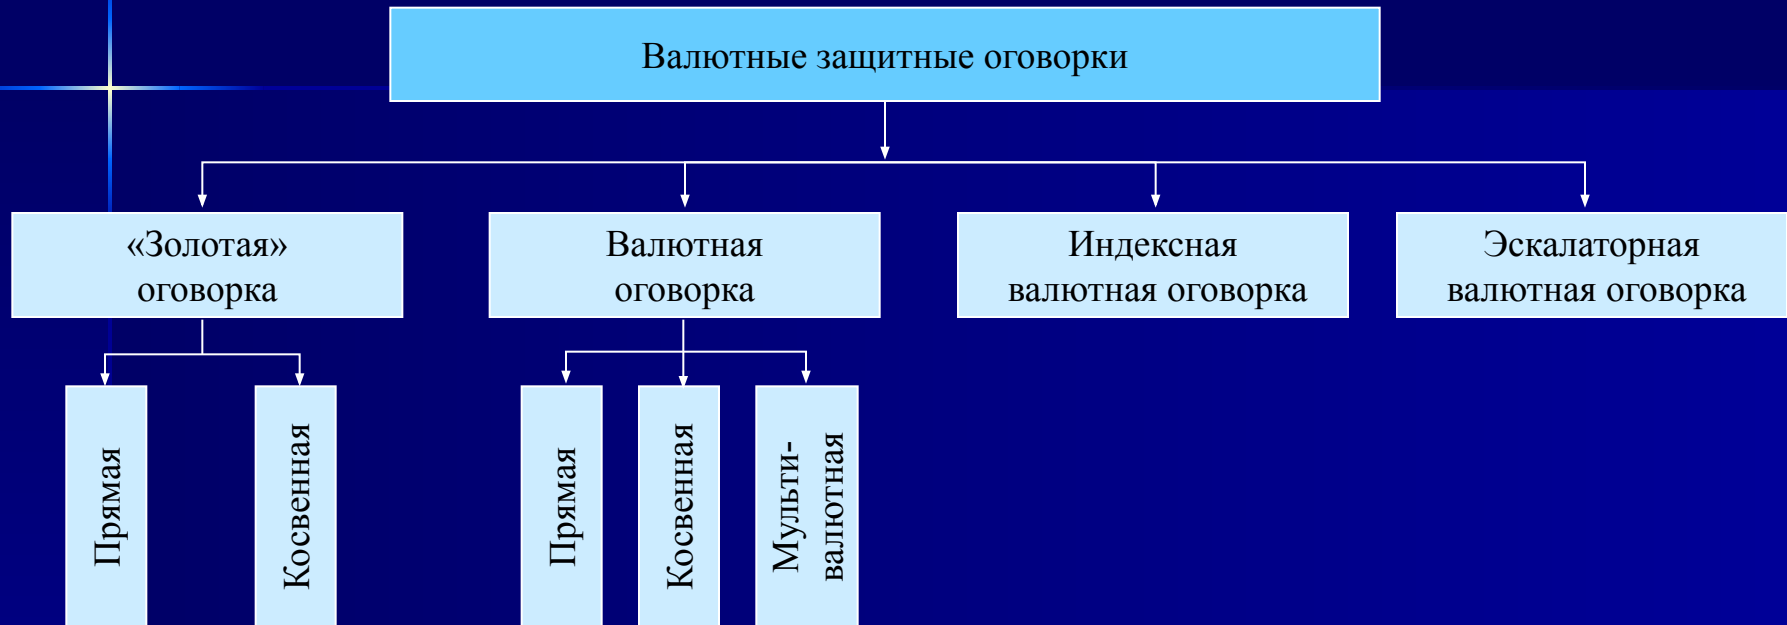 Валютные защитные оговорки
«Золотая»
оговорка
Валютная
оговорка
Индексная
валютная оговорка
Эскалаторная
валютная оговорка
Прямая
Косвенная
Прямая
Косвенная
Мульти-
валютная